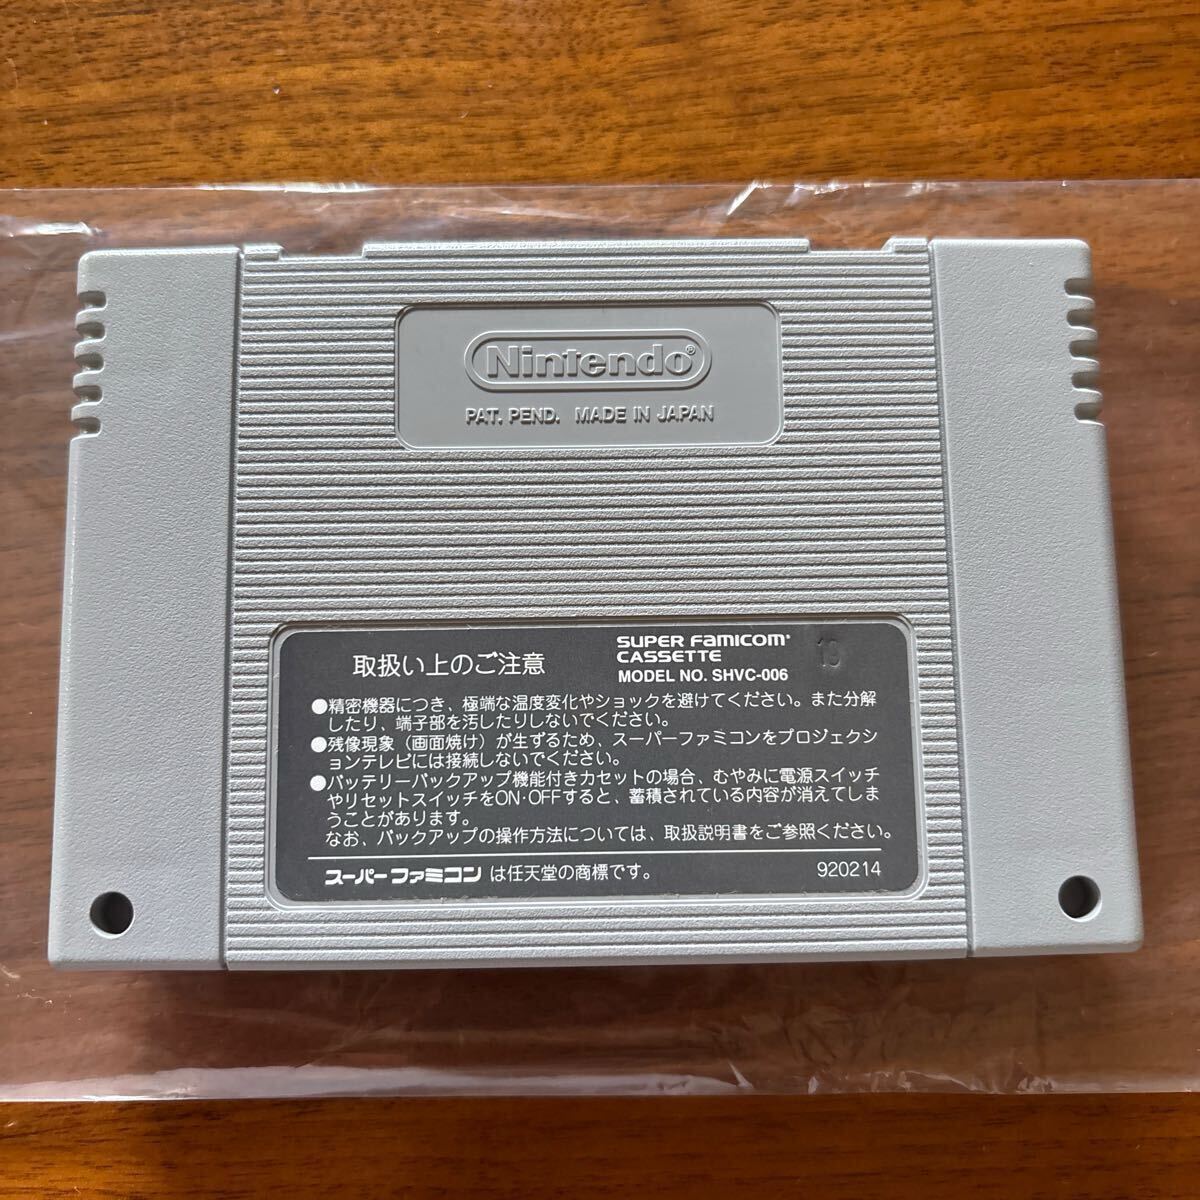 Nintendo®
PAT. PEND. MADE IN JAPAN
取扱い上のご注意
SUPER FAMICOM®
CASSETTE
MODEL NO. SHVC-006
19
●精密機器につき、極端な温度変化やショックを避けてください。また分解
したり、端子部を汚したりしないでください。
●残像現象（画面焼け）が生ずるため、スーパーファミコンをプロジェクシ
ョンテレビには接続しないでください。
●バッテリーバックアップ機能付きカセットの場合、むやみに電源スイッチ
やリセットスイッチをON·OFFすると、蓄積されている内容が消えてしま
うことがあります。
なお、バックアップの操作方法については、取扱説明書をご参照ください。
スーパーファミコン は任天堂の商標です。
920214